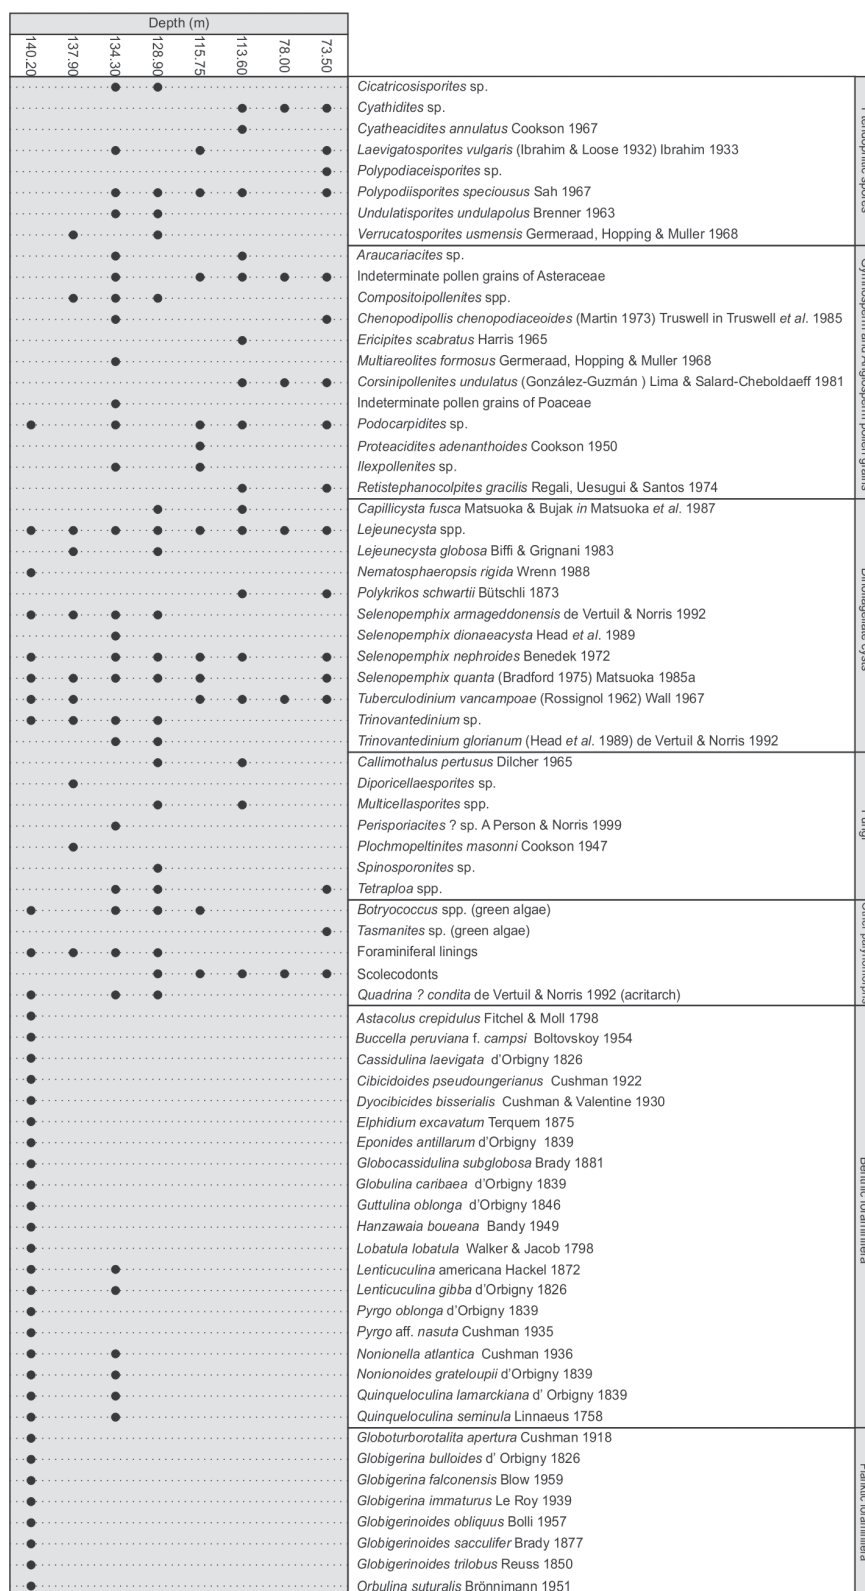 Depth (m)
140.20
137.90
134.30
128.90
115.75
113.60
78.00
73.50
Cicatricosisporites sp.
Cyathidites sp.
Cyatheacidites annulatus Cookson 1967
Laevigatosporites vulgaris (Ibrahim & Loose 1932) Ibrahim 1933
Polypodiaceisporites sp.
Polypodiisporites speciousus Sah 1967
Undulatisporites undulapolus Brenner 1963
Verrucatosporites usmensis Germeraad, Hopping & Muller 1968
Araucariacites sp.
Indeterminate pollen grains of Asteraceae
Compositoipollenites spp.
Chenopodipollis chenopodiaceoides (Martin 1973) Truswell in Truswell et al. 1985
Ericipites scabratus Harris 1965
Multiareolites formosus Germeraad, Hopping & Muller 1968
Corsinipollenites undulatus (González-Guzmán ) Lima & Salard-Cheboldaeff 1981
Indeterminate pollen grains of Poaceae
Podocarpidites sp.
Proteacidites adenanthoides Cookson 1950
Ilexpollenites sp.
Retistephanocolpites gracilis Regali, Uesugui & Santos 1974
Capillicysta fusca Matsuoka & Bujak in Matsuoka et al. 1987
Lejeunecysta spp.
Lejeunecysta globosa Biffi & Grignani 1983
Nematosphaeropsis rigida Wrenn 1988
Polykrikos schwartii Bütschli 1873
Selenopemphix armageddonensis de Vertuil & Norris 1992
Selenopemphix dionaeacysta Head et al. 1989
Selenopemphix nephroides Benedek 1972
Selenopemphix quanta (Bradford 1975) Matsuoka 1985a
Tuberculodinium vancampoae (Rossignol 1962) Wall 1967
Trinovantedinium sp.
Trinovantedinium glorianum (Head et al. 1989) de Vertuil & Norris 1992
Callimothalus pertusus Dilcher 1965
Diporicellaesporites sp.
Multicellasporites spp.
Perisporiacites ? sp. A Person & Norris 1999
Plochmopeltinites masonni Cookson 1947
Spinosporonites sp.
Tetraploa spp.
Botryococcus spp. (green algae)
Tasmanites sp. (green algae)
Foraminiferal linings
Scolecodonts
Quadrina ? condita de Vertuil & Norris 1992 (acritarch)
Astacolus crepidulus Fitchel & Moll 1798
Buccella peruviana f. campsi Boltovskoy 1954
Cassidulina laevigata d'Orbigny 1826
Cibicidoides pseudoungerianus Cushman 1922
Dyocibicides bisserialis Cushman & Valentine 1930
Elphidium excavatum Terquem 1875
Eponides antillarum d'Orbigny 1839
Globocassidulina subglobosa Brady 1881
Globulina caribaea d'Orbigny 1839
Guttulina oblonga d'Orbigny 1846
Hanzawaia boueana Bandy 1949
Lobatula lobatula Walker & Jacob 1798
Lenticuculina americana Hackel 1872
Lenticuculina gibba d'Orbigny 1826
Pyrgo oblonga d'Orbigny 1839
Pyrgo aff. nasuta Cushman 1935
Nonionella atlantica Cushman 1936
Nonionoides grateloupii d'Orbigny 1839
Quinqueloculina lamarckiana d' Orbigny 1839
Quinqueloculina seminula Linnaeus 1758
Globoturborotalita apertura Cushman 1918
Globigerina bulloides d' Orbigny 1826
Globigerina falconensis Blow 1959
Globigerina immaturus Le Roy 1939
Globigerinoides obliquus Bolli 1957
Globigerinoides sacculifer Brady 1877
Globigerinoides trilobus Reuss 1850
Orbulina suturalis Brönnimann 1951